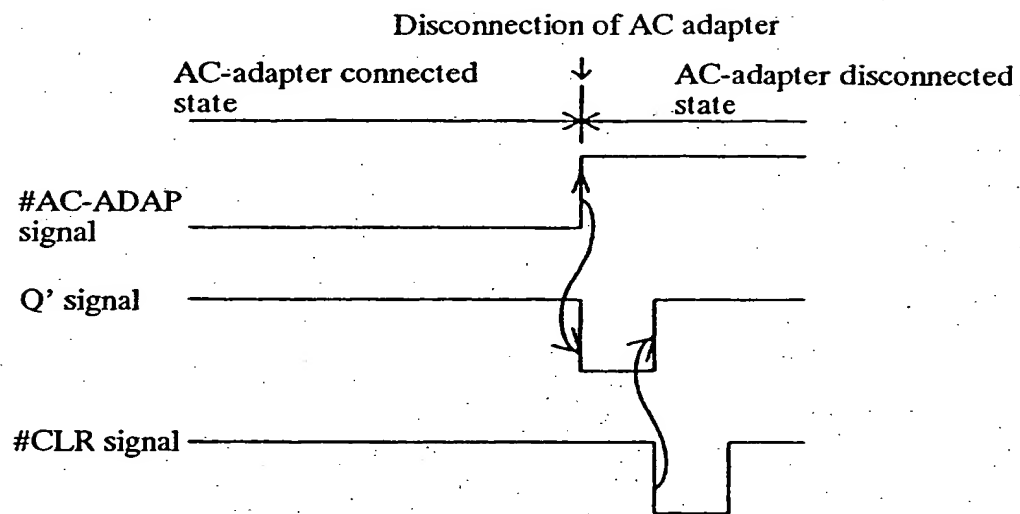 Disconnection of AC adapter
AC-adapter connected
state
AC-adapter disconnected
state
#AC-ADAP
signal
Q' signal
#CLR signal